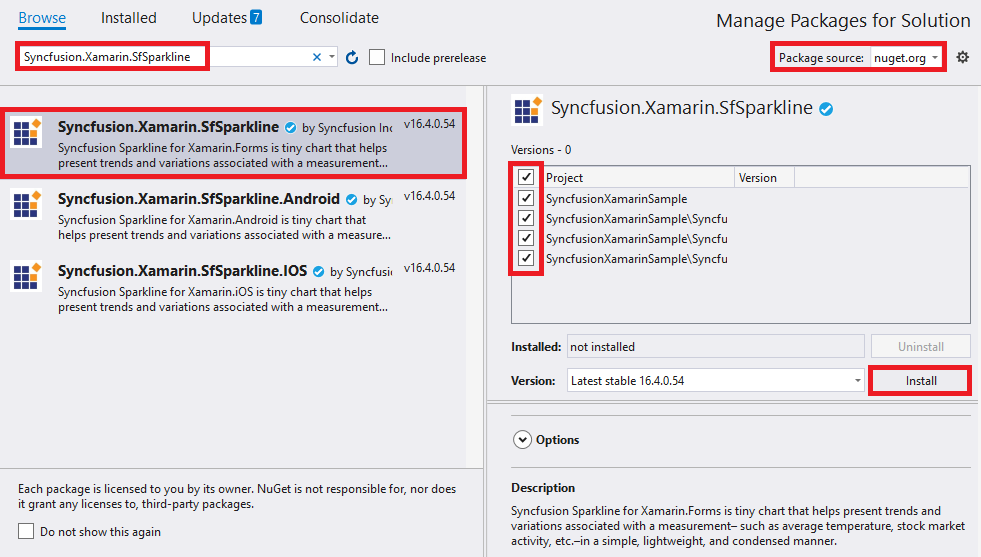 Browse Installed Updates 7 Consolidate
Manage Packages for Solution
Syncfusion.Xamarin.SfSparkline
Include prerelease
Package source: nuget.org
Syncfusion.Xamarin.SfSparkline by Syncfusion Inc v16.4.0.54
Syncfusion Sparkline for Xamarin.Forms is tiny chart that helps
present trends and variations associated with a measurement...
Syncfusion.Xamarin.SfSparkline.Android by Sy v16.4.0.54
Syncfusion Sparkline for Xamarin.Android is tiny chart that
helps present trends and variations associated with a measure...
Syncfusion.Xamarin.SfSparkline.IOS by Syncfusic v16.4.0.54
Syncfusion Sparkline for Xamarin.iOS is tiny chart that helps
present trends and variations associated with a measurement...
Each package is licensed to you by its owner. NuGet is not responsible for, nor does
it grant any licenses to, third-party packages.
Do not show this again
Syncfusion.Xamarin.SfSparkline
Versions - 0
Project Version
SyncfusionXamarinSample
SyncfusionXamarinSample\Syncfu
SyncfusionXamarinSample\Syncfu
SyncfusionXamarinSample\Syncfu
Installed: not installed Uninstall
Version: Latest stable 16.4.0.54 Install
Options
Description
Syncfusion Sparkline for Xamarin.Forms is tiny chart that helps present trends and
variations associated with a measurement– such as average temperature, stock market
activity, etc.–in a simple, lightweight, and condensed manner.